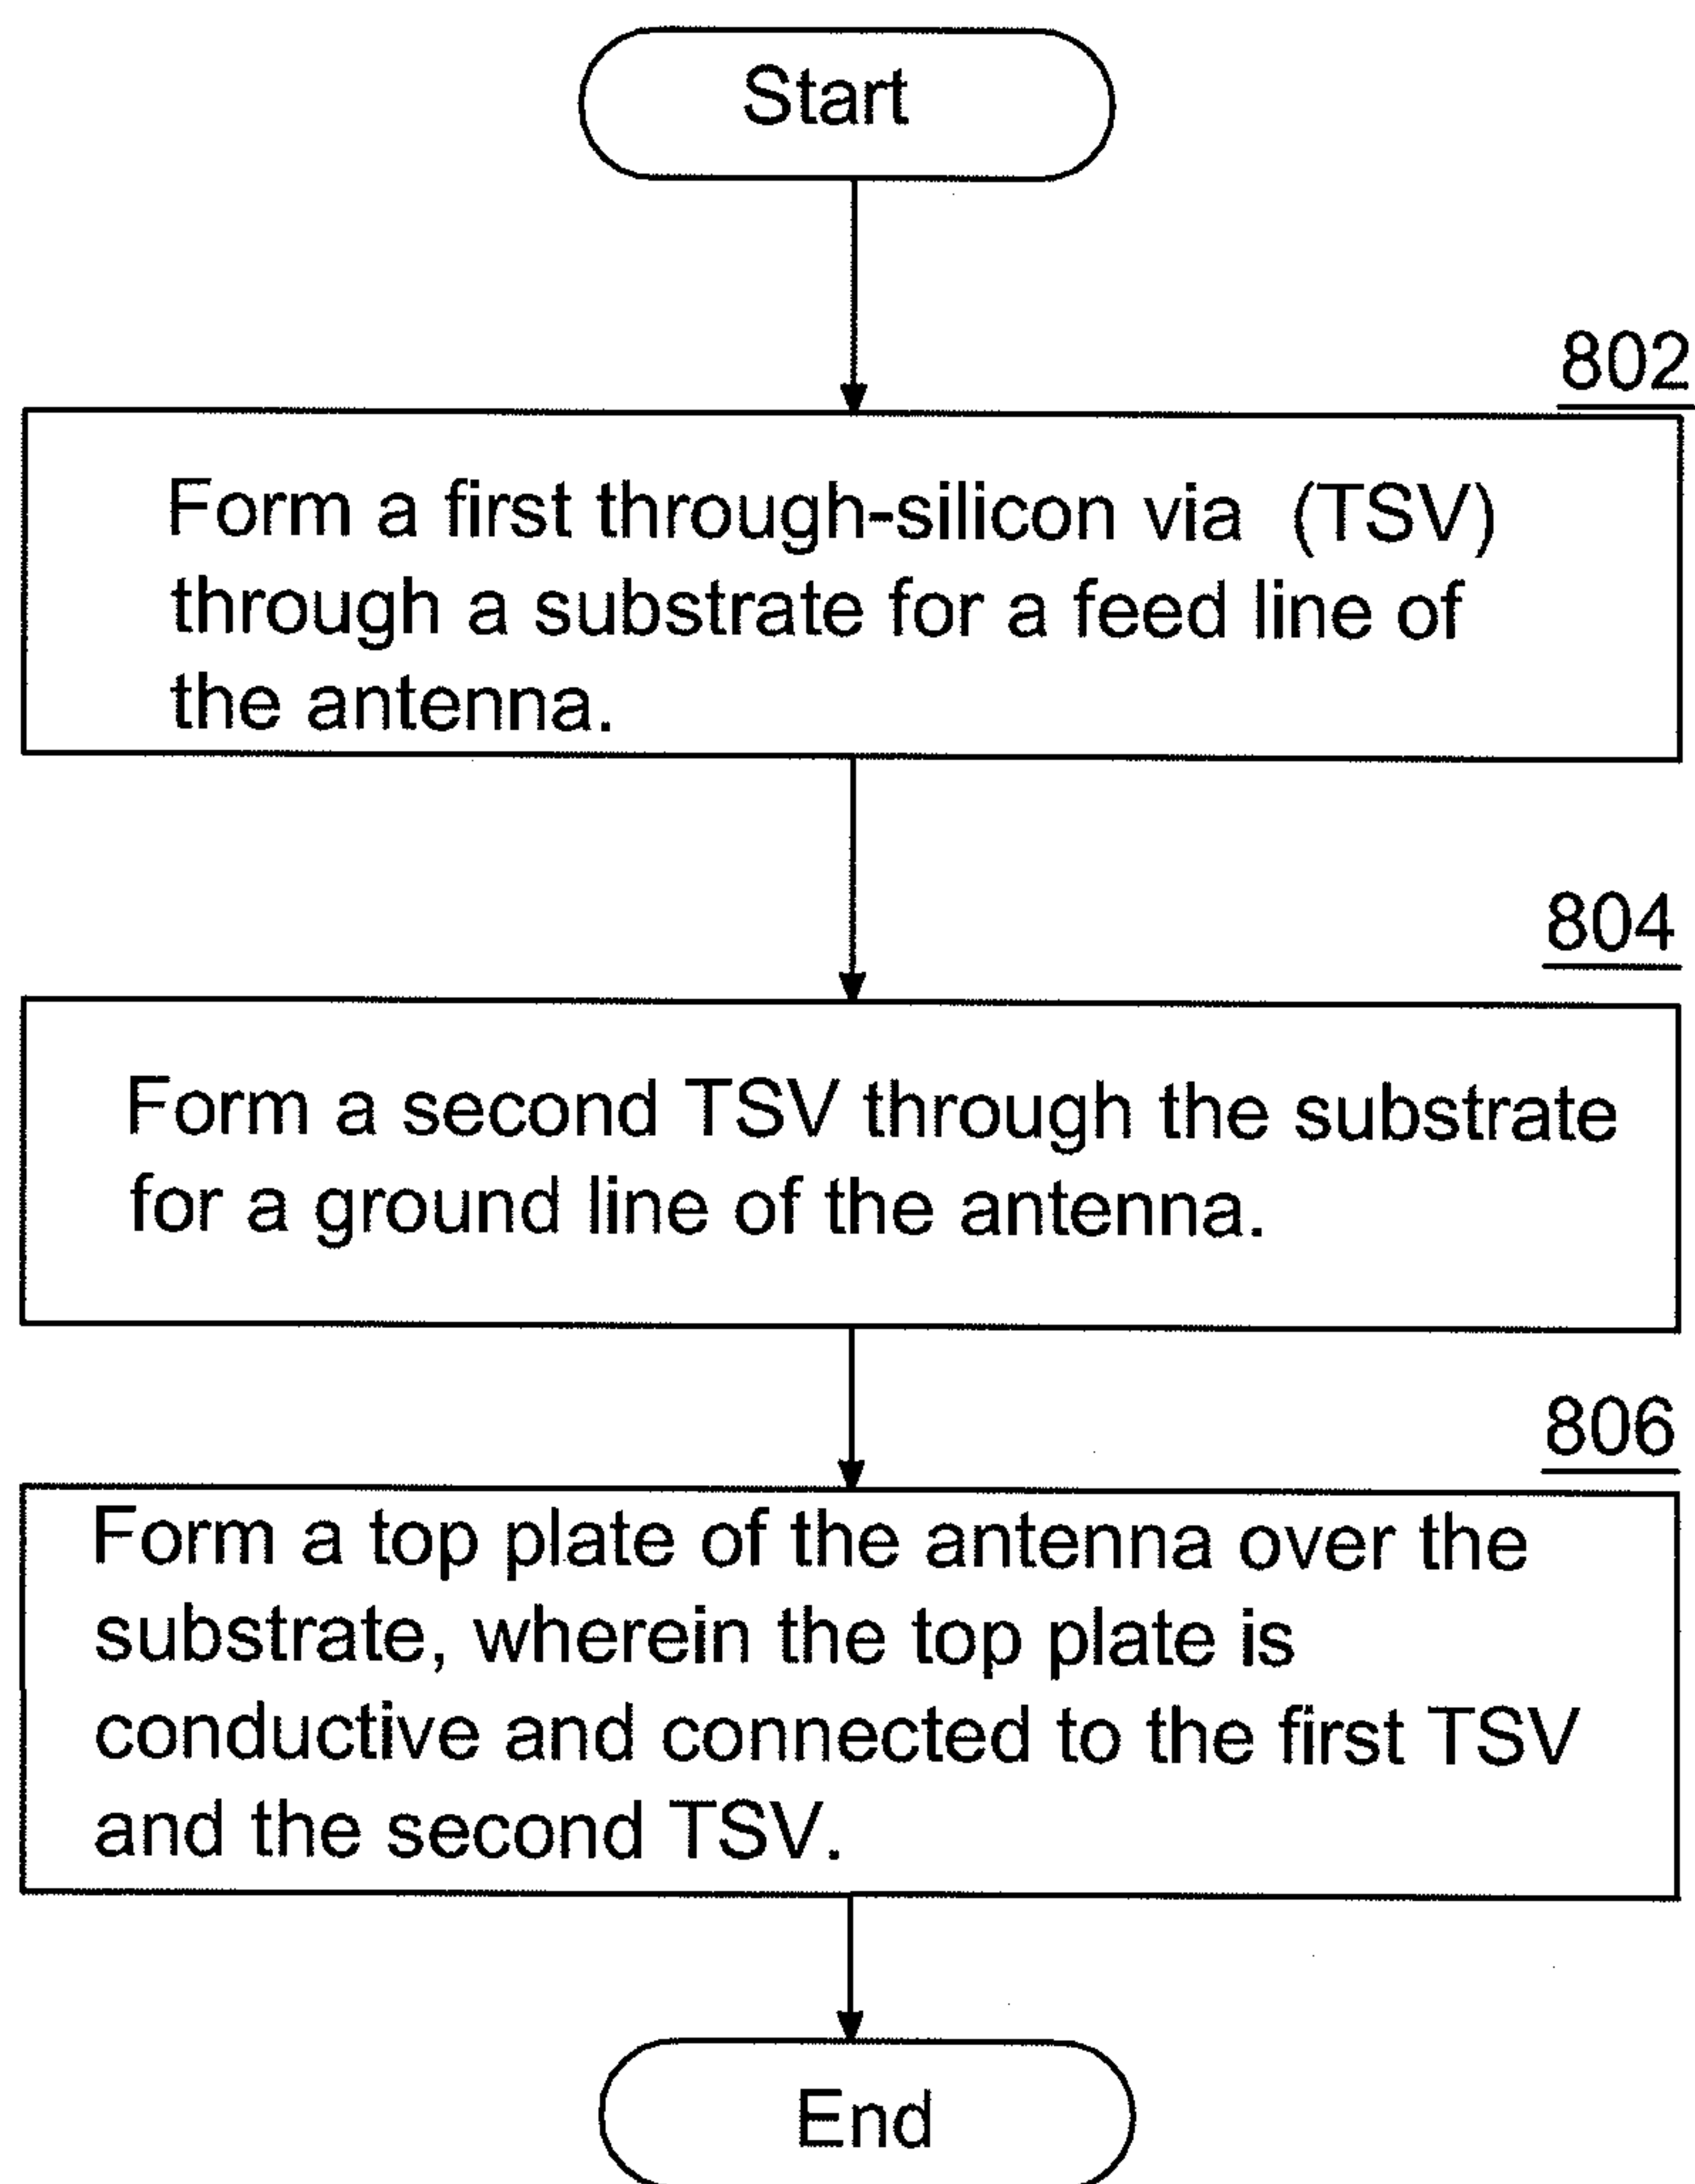 Start
802
Form a first through-silicon via (TSV)
through a substrate for a feed line of
the antenna.
804
Form a second TSV through the substrate
for a ground line of the antenna.
806
Form a top plate of the antenna over the
substrate, wherein the top plate is
conductive and connected to the first TSV
and the second TSV.
End